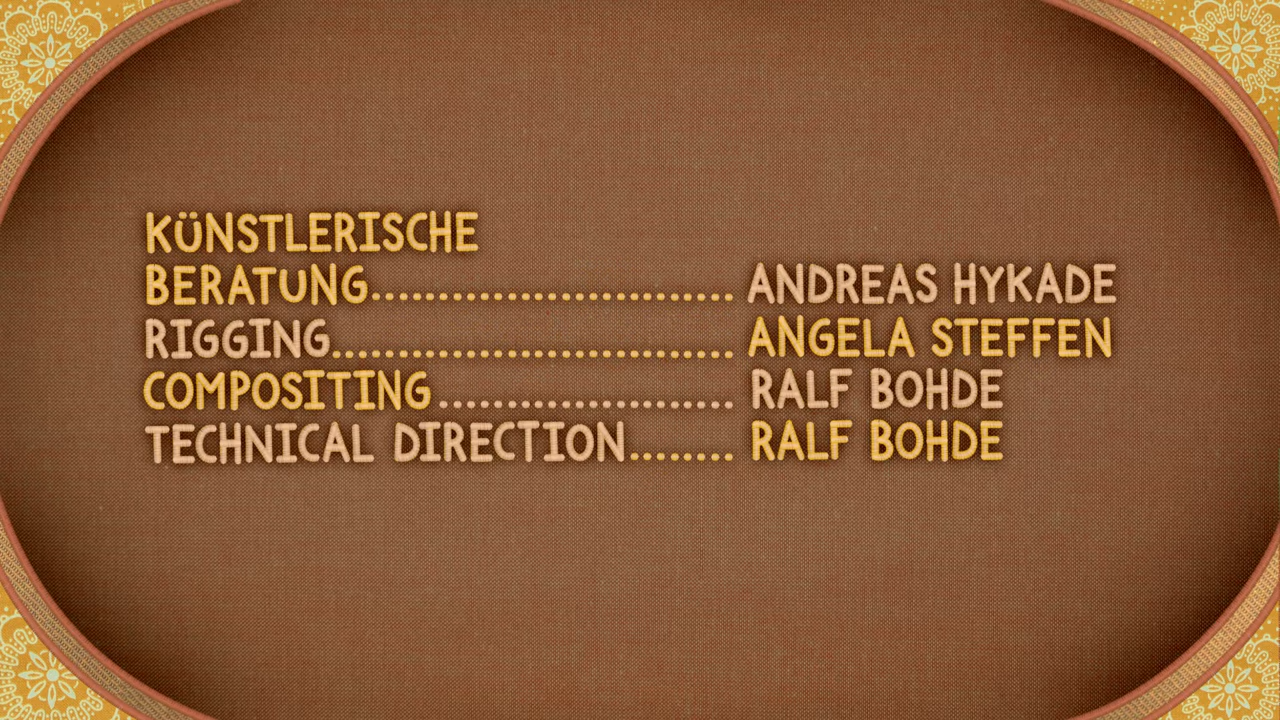 KÜNSTLERISCHE
BERATUNG................................ ANDREAS HYKADE
RIGGING................................... ANGELA STEFFEN
COMPOSITING...................... RALF BOHDE
TECHNICAL DIRECTION........ RALF BOHDE